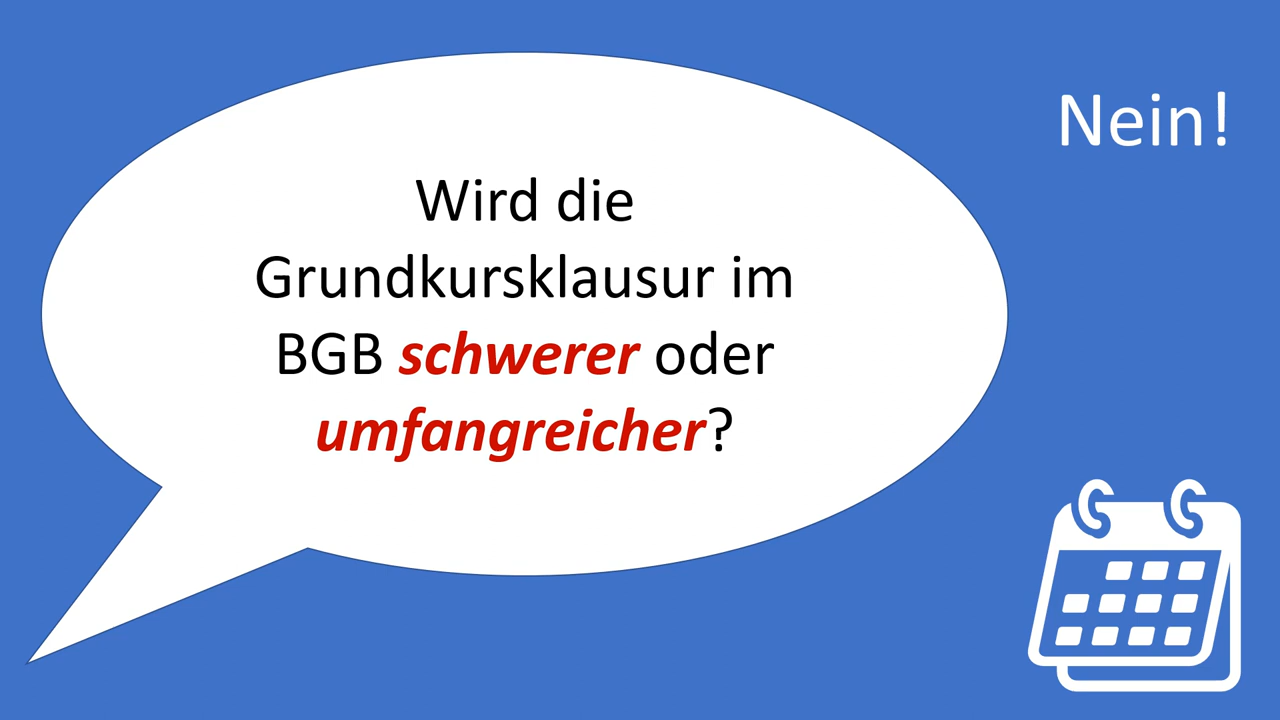 Nein!
Wird die
Grundkursklausur im
BGB schwerer oder
umfangreicher?